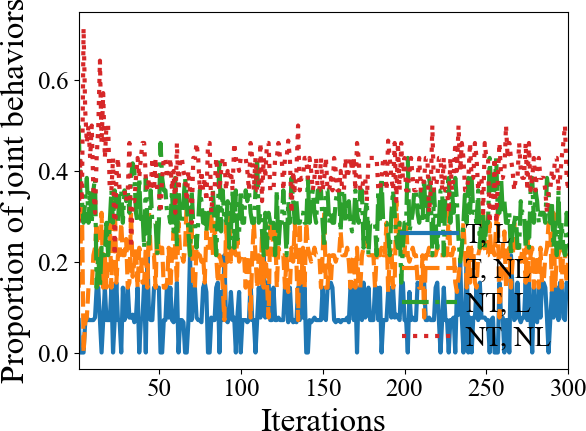 Proportion of joint behaviors
0.6
0.4
0.2
0.0
T, L
T, NL
NT, L
NT, NL
50
100
150
200
250
300
Iterations